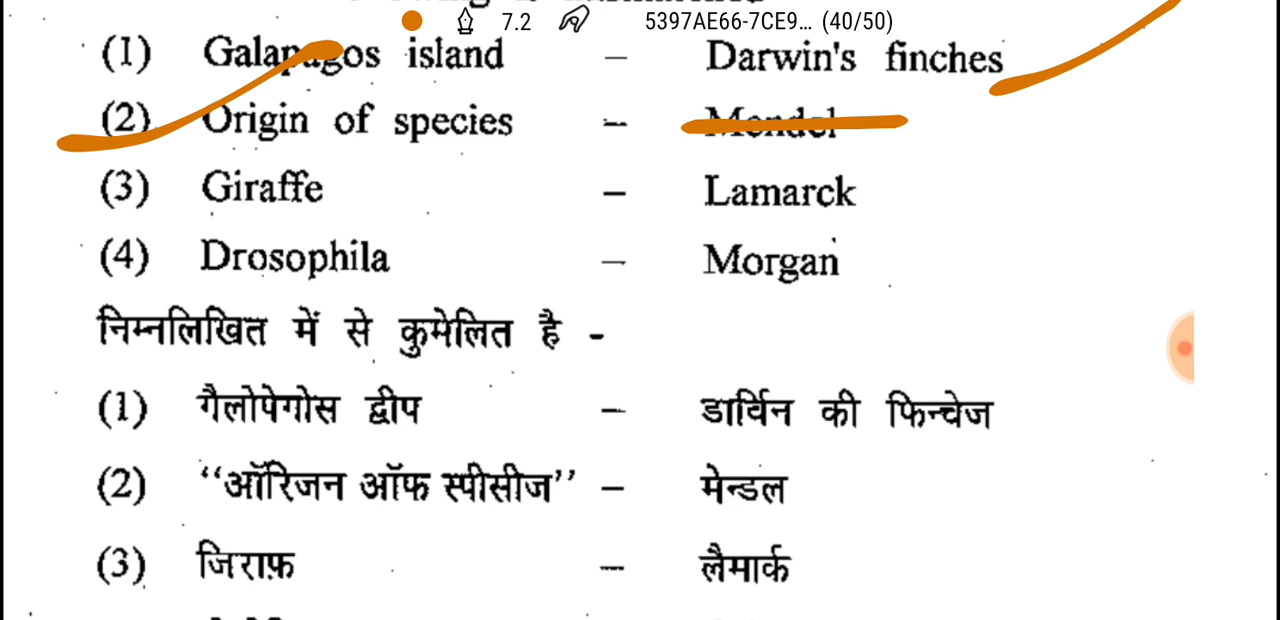 7.2 5397AE66-7CE9... (40/50)
(1) Galapagos island – Darwin's finches
(2) Origin of species – Mendel
(3) Giraffe – Lamarck
(4) Drosophila – Morgan
निम्नलिखित में से कुमेलित है -
(1) गैलोपेगोस द्वीप – डार्विन की फिन्चेज
(2) ‘‘ऑरिजन ऑफ स्पीसीज’’ – मेन्डल
(3) जिराफ़ – लैमार्क